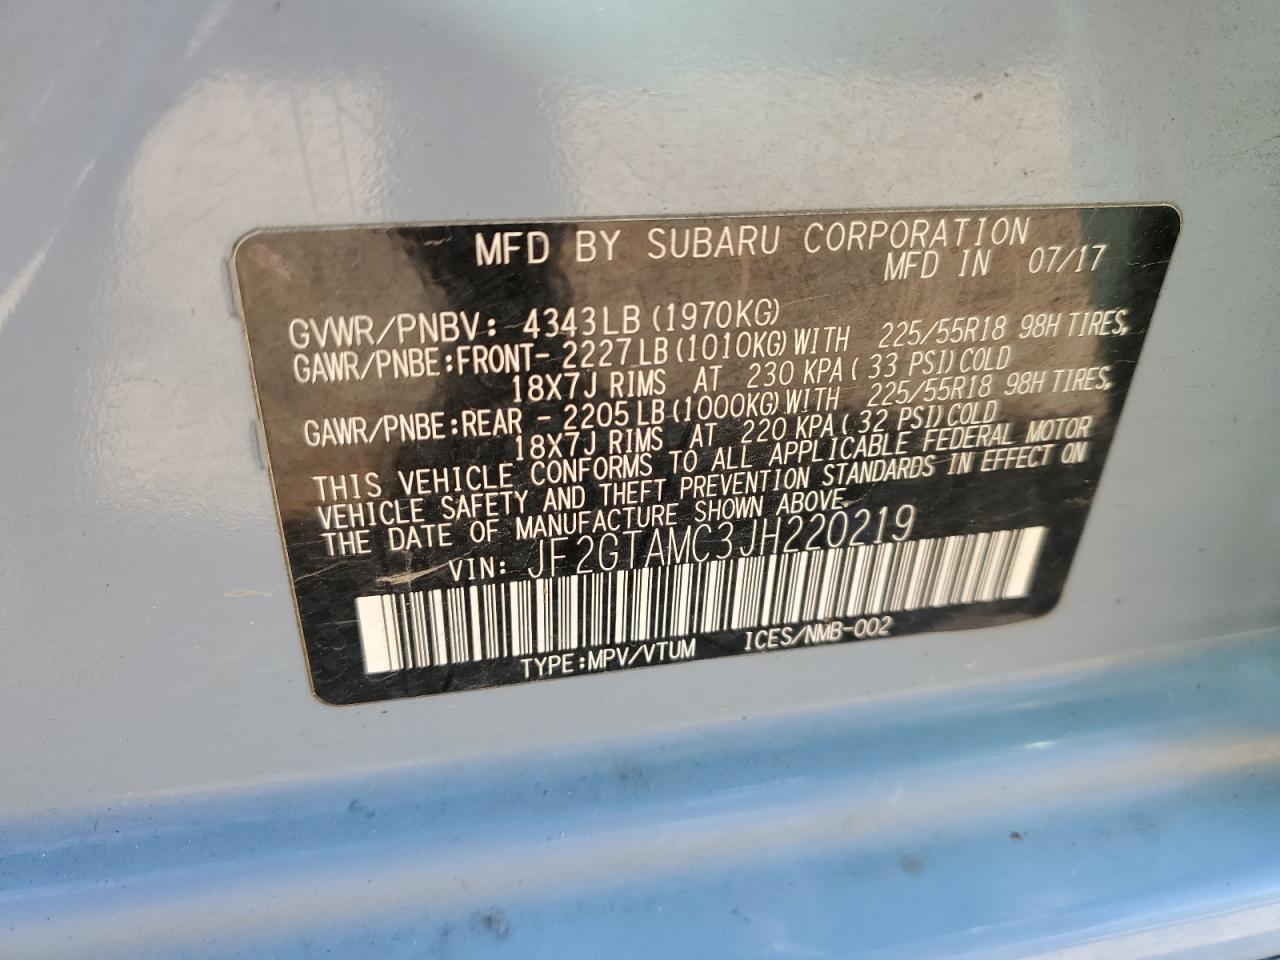 MFD BY SUBARU CORPORATION
MFD IN 07/17
GVWR/PNBV: 4343LB (1970KG)
GAWR/PNBE:FRONT- 2227LB (1010KG) WITH 225/55R18 98H TIRES,
18X7J RIMS AT 230 KPA ( 33 PSI) COLD
GAWR/PNBE:REAR - 2205LB (1000KG) WITH 225/55R18 98H TIRES,
18X7J RIMS AT 220 KPA ( 32 PSI) COLD
THIS VEHICLE CONFORMS TO ALL APPLICABLE FEDERAL MOTOR
VEHICLE SAFETY AND THEFT PREVENTION STANDARDS IN EFFECT ON
THE DATE OF MANUFACTURE SHOWN ABOVE.
VIN: JF2GTAMC3JH220219
TYPE:MPV/VTUM ICES/NMB-002